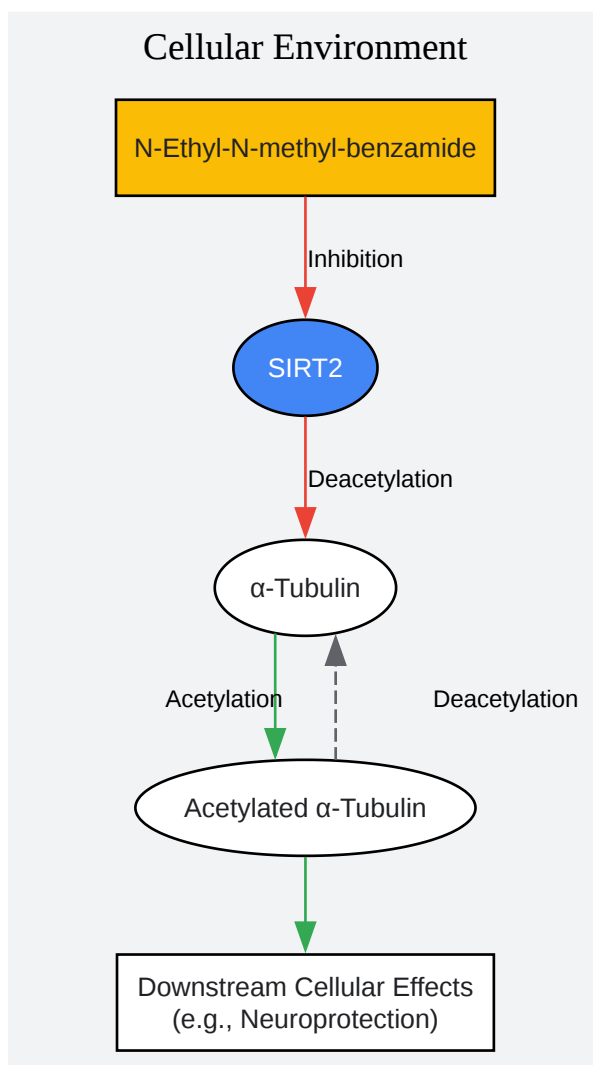 Cellular Environment
N-Ethyl-N-methyl-benzamide
Inhibition
SIRT2
Deacetylation
α-Tubulin
Acetylation
Deacetylation
Acetylated α-Tubulin
Downstream Cellular Effects
(e.g., Neuroprotection)